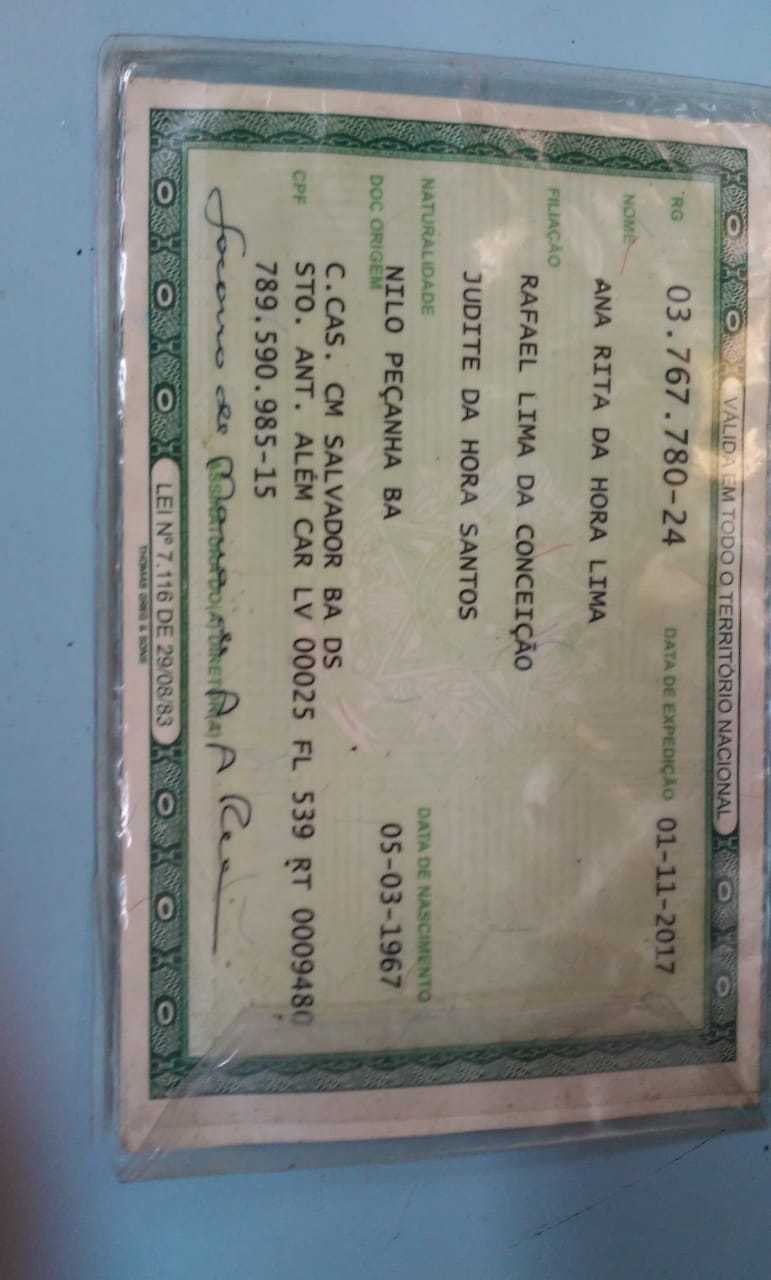 VÁLIDA EM TODO O TERRITÓRIO NACIONAL
RG 03.767.780-24 DATA DE EXPEDIÇÃO 01-11-2017
NOME
ANA RITA DA HORA LIMA
FILIAÇÃO
RAFAEL LIMA DA CONCEIÇÃO
JUDITE DA HORA SANTOS
NATURALIDADE DATA DE NASCIMENTO
NILO PEÇANHA BA 05-03-1967
DOC ORIGEM
C.CAS. CM SALVADOR BA DS
STO. ANT. ALÉM CAR LV 00025 FL 539 RT 0009480
CPF
789.590.985-15
ASSINATURA DO(A) DIRETOR(A)
LEI Nº 7.116 DE 29/08/83
THOMAS GREG & SONS